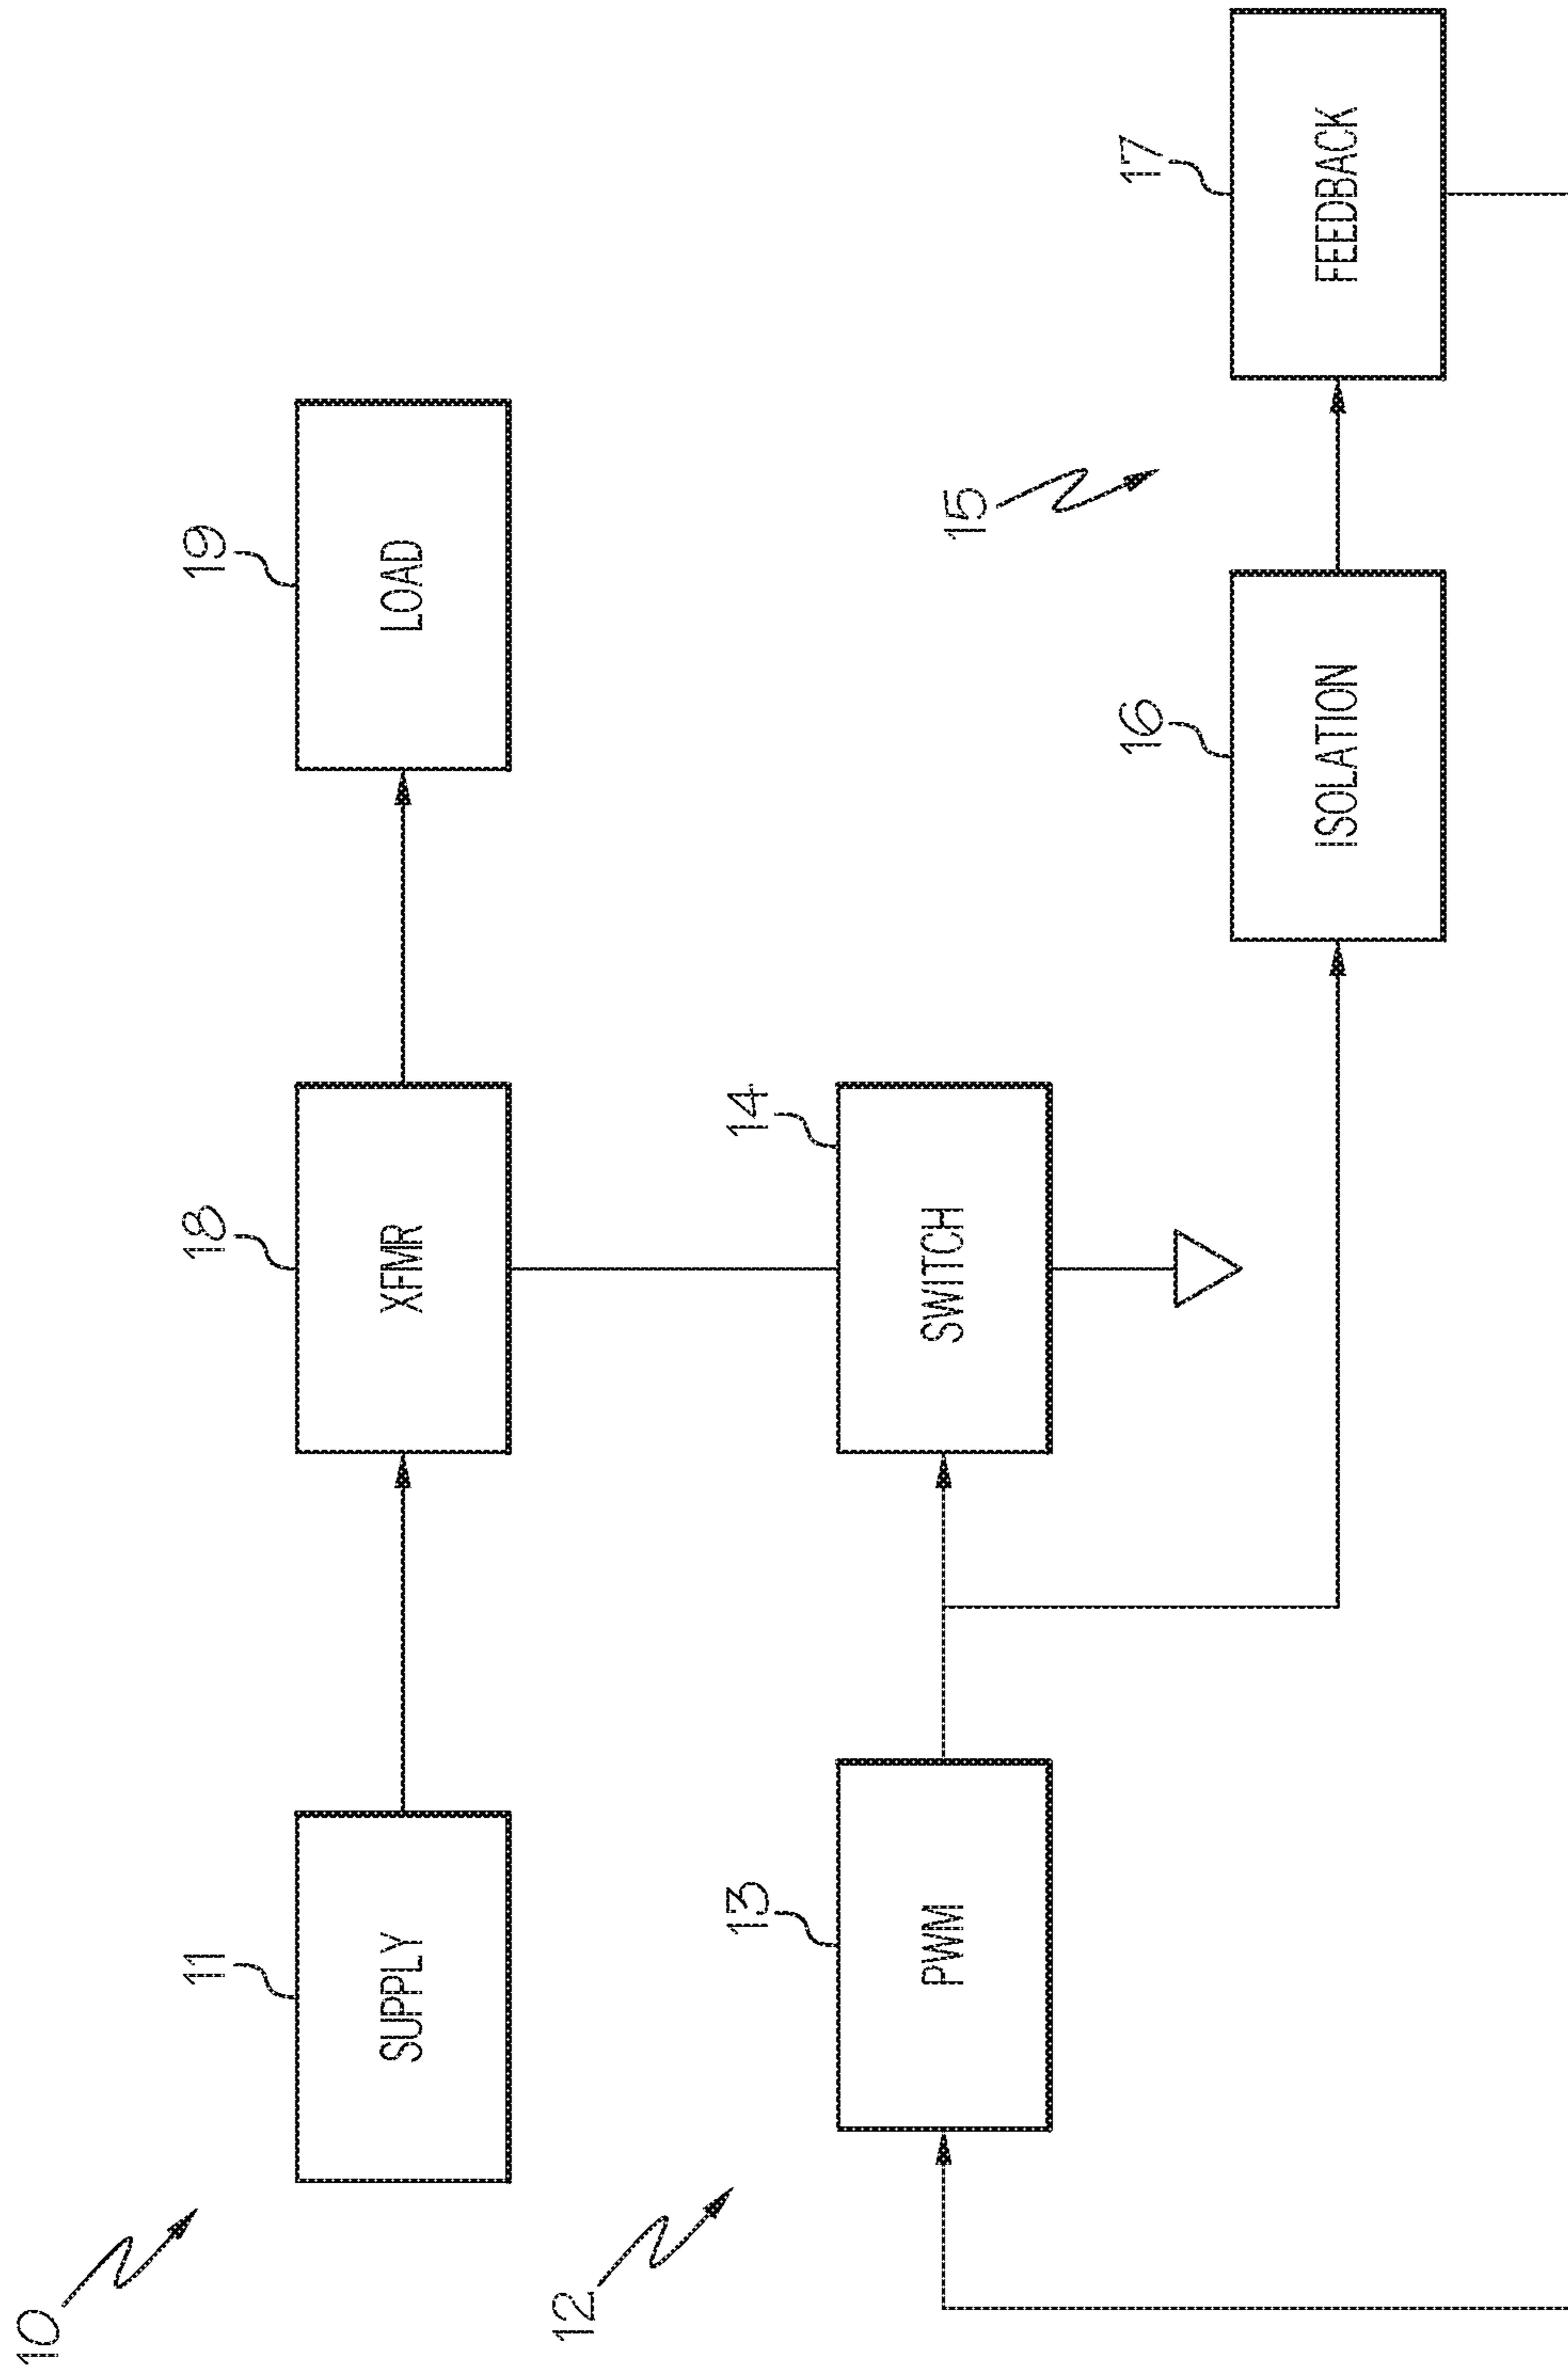 10
11
SUPPLY
18
XFMR
19
LOAD
12
13
PWM
14
SWITCH
15
16
ISOLATION
17
FEEDBACK